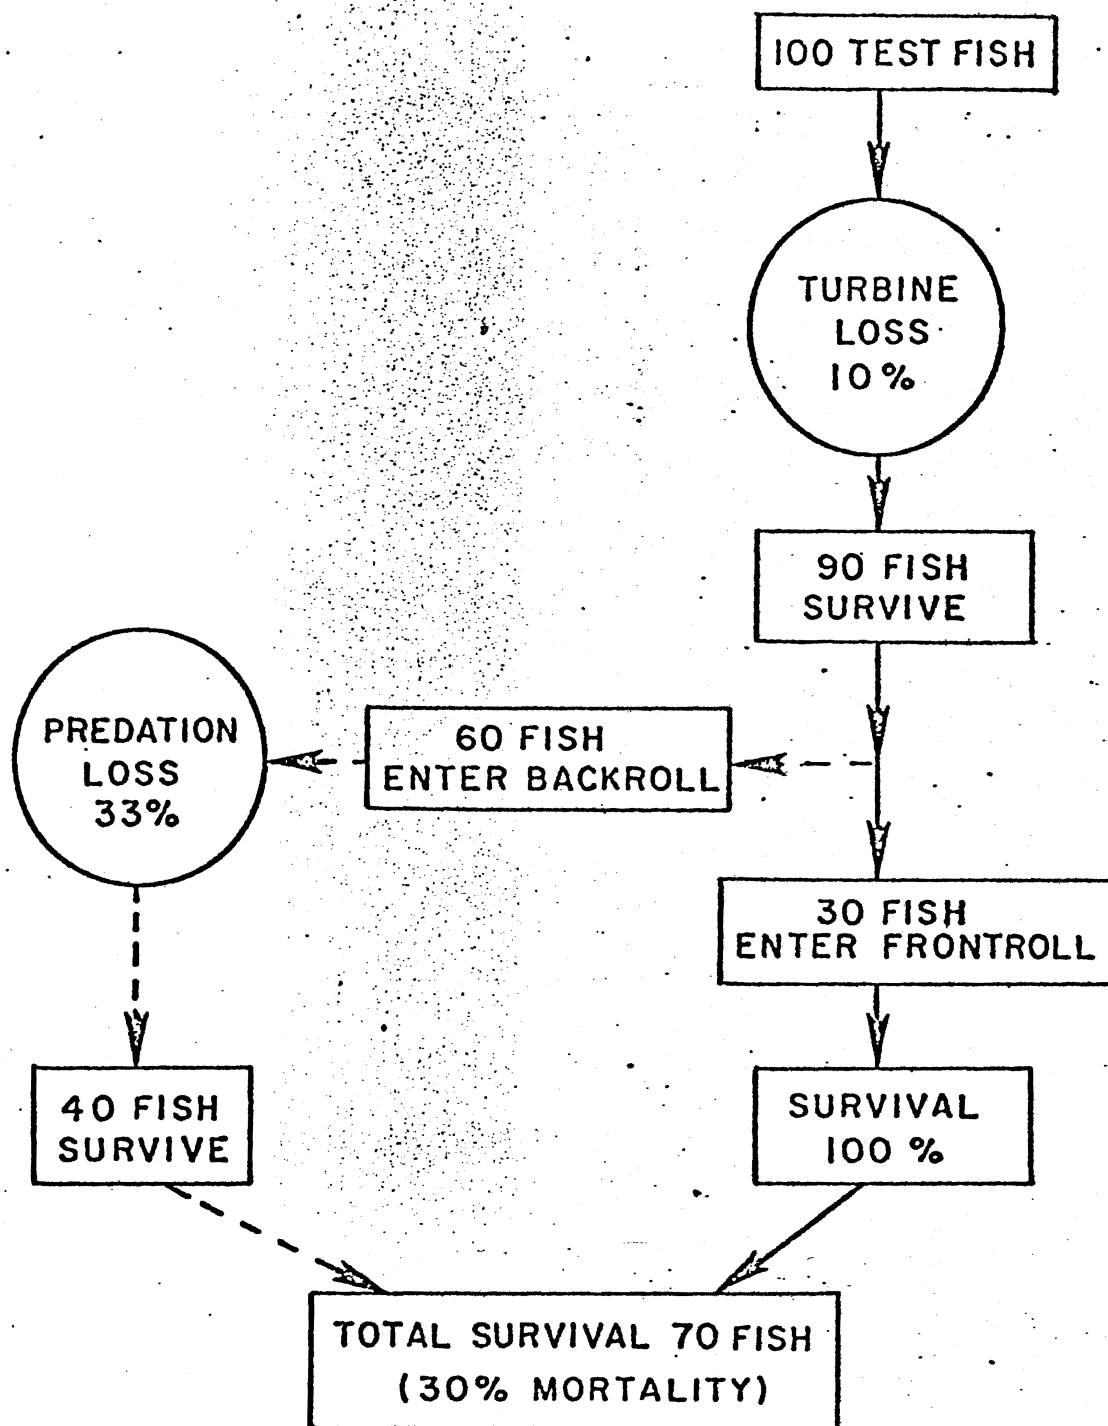 100 TEST FISH
TURBINE
LOSS
10%
90 FISH
SURVIVE
60 FISH
ENTER BACKROLL
PREDATION
LOSS
33%
30 FISH
ENTER FRONTROLL
40 FISH
SURVIVE
SURVIVAL
100 %
TOTAL SURVIVAL 70 FISH
(30% MORTALITY)